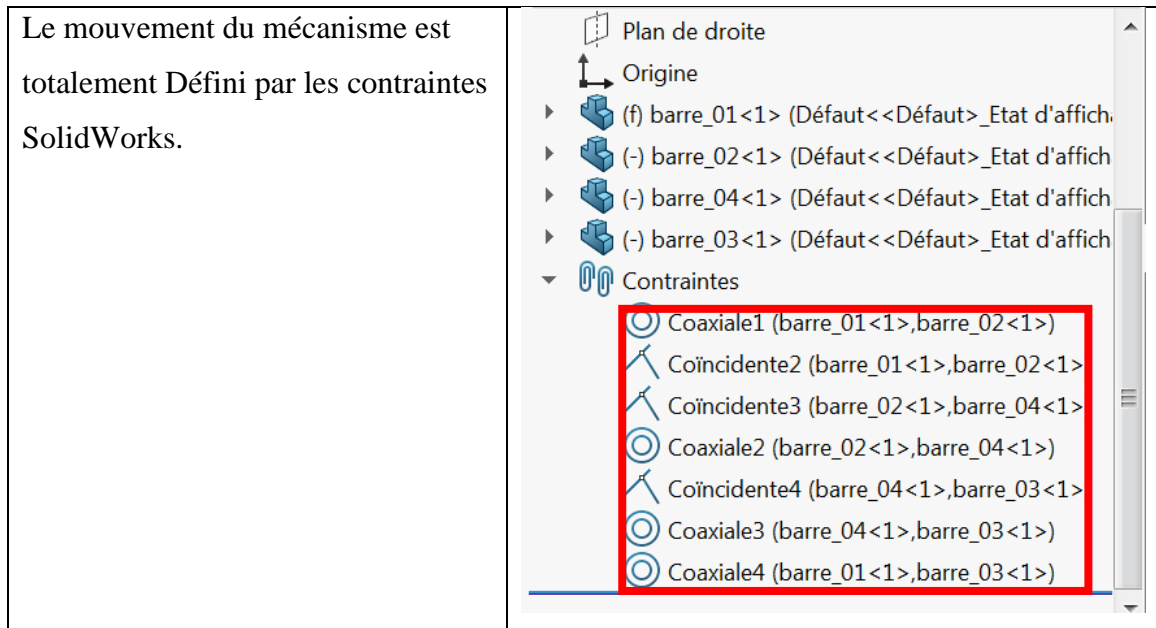 Le mouvement du mécanisme est
totalement Défini par les contraintes
SolidWorks.
Plan de droite
Origine
(f) barre_01<1> (Défaut<<Défaut>_Etat d'affich
(-) barre_02<1> (Défaut<<Défaut>_Etat d'affich
(-) barre_04<1> (Défaut<<Défaut>_Etat d'affich
(-) barre_03<1> (Défaut<<Défaut>_Etat d'affich
Contraintes
Coaxiale1 (barre_01<1>,barre_02<1>)
Coïncidente2 (barre_01<1>,barre_02<1>
Coïncidente3 (barre_02<1>,barre_04<1>
Coaxiale2 (barre_02<1>,barre_04<1>)
Coïncidente4 (barre_04<1>,barre_03<1>
Coaxiale3 (barre_04<1>,barre_03<1>)
Coaxiale4 (barre_01<1>,barre_03<1>)